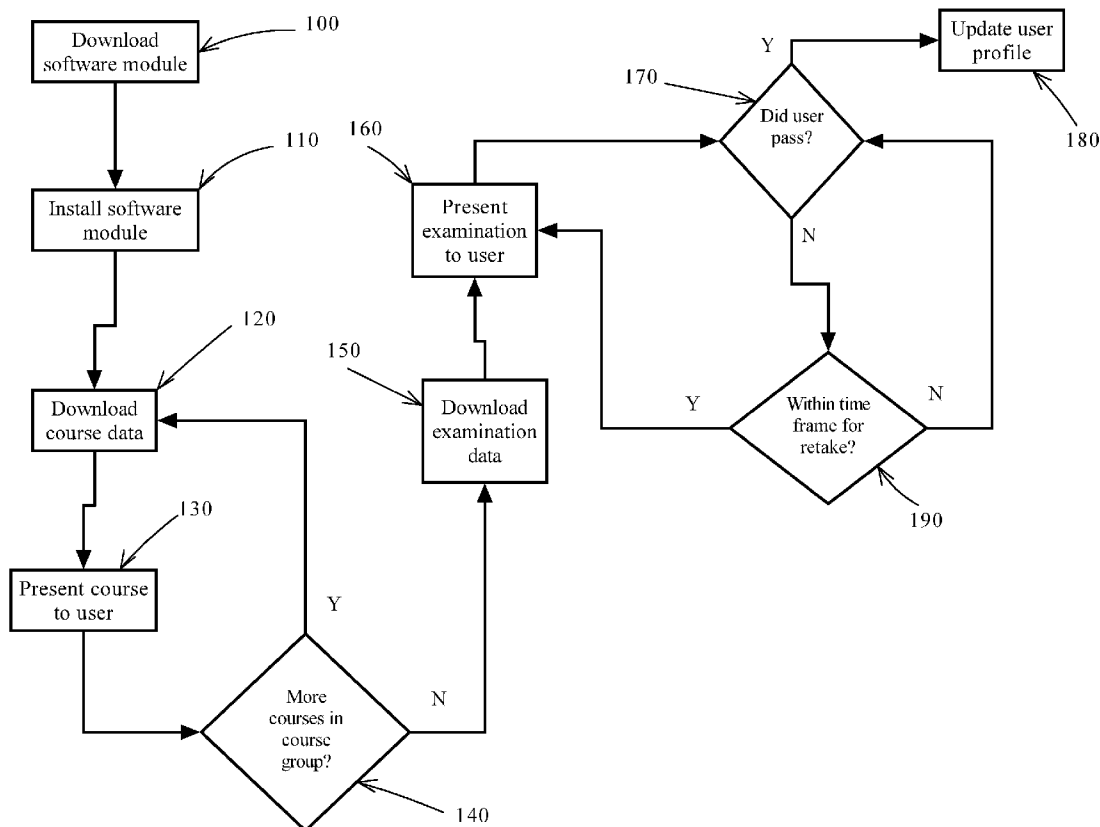 Download
software module
100
Install software
module
110
Download
course data
120
Present course
to user
130
More
courses in
course
group?
140
Y
N
Download
examination
data
150
Present
examination
to user
160
Did user
pass?
170
Y
N
Update user
profile
180
Within time
frame for
retake?
190
Y
N